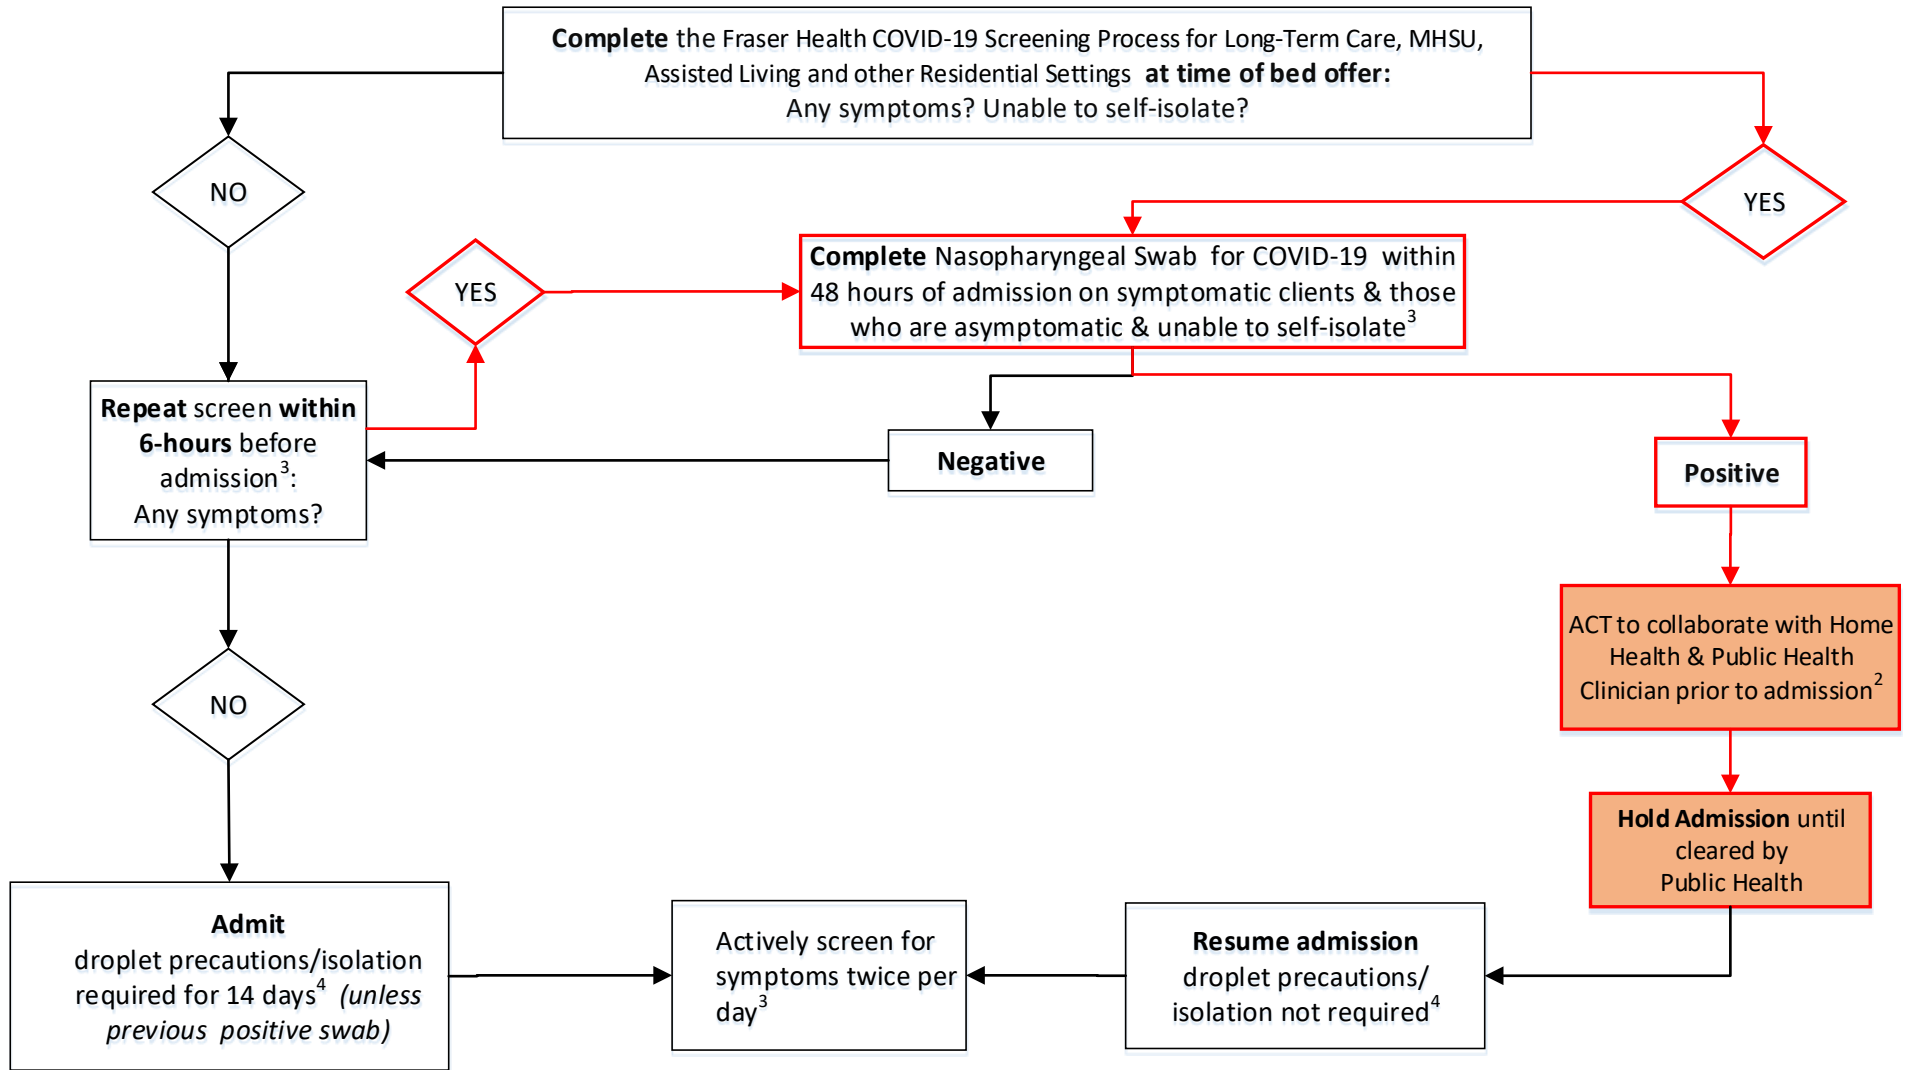 Complete the Fraser Health COVID-19 Screening Process for Long-Term Care, MHSU,
Assisted Living and other Residential Settings at time of bed offer:
Any symptoms? Unable to self-isolate?
NO
YES
YES
Complete Nasopharyngeal Swab for COVID-19 within
48 hours of admission on symptomatic clients & those
who are asymptomatic & unable to self-isolate3
Repeat screen within
6-hours before
admission3:
Any symptoms?
Negative
Positive
ACT to collaborate with Home
Health & Public Health
Clinician prior to admission2
NO
Hold Admission until
cleared by
Public Health
Admit
droplet precautions/isolation
required for 14 days4 (unless
previous positive swab)
Actively screen for
symptoms twice per
day3
Resume admission
droplet precautions/
isolation not required4